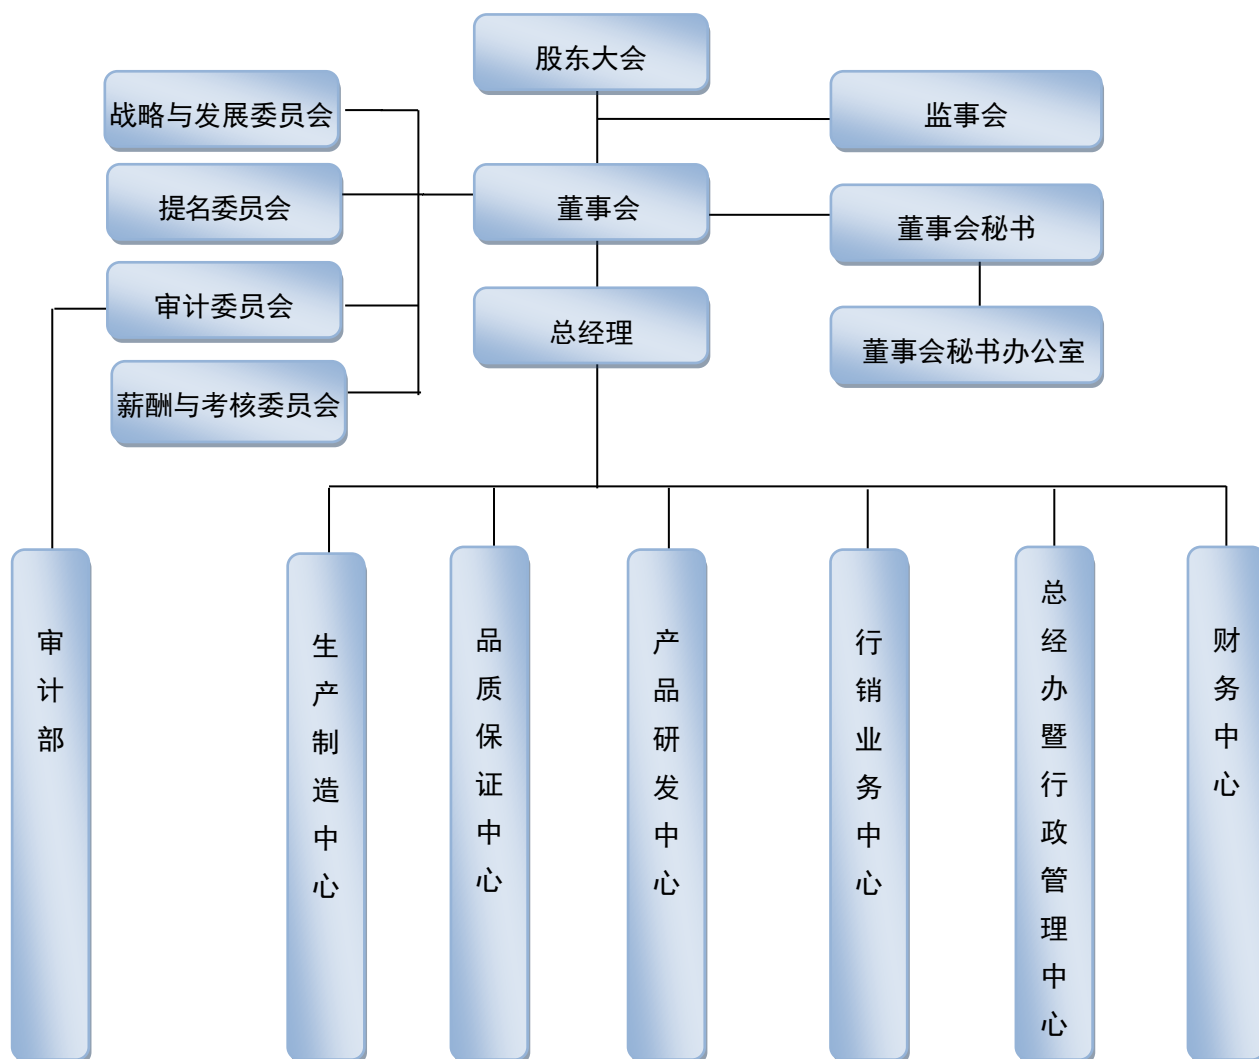 股东大会
战略与发展委员会
监事会
提名委员会
董事会
董事会秘书
审计委员会
总经理
董事会秘书办公室
薪酬与考核委员会
审计部
生产制造中心
品质保证中心
产品研发中心
行销业务中心
总经办暨行政管理中心
财务中心